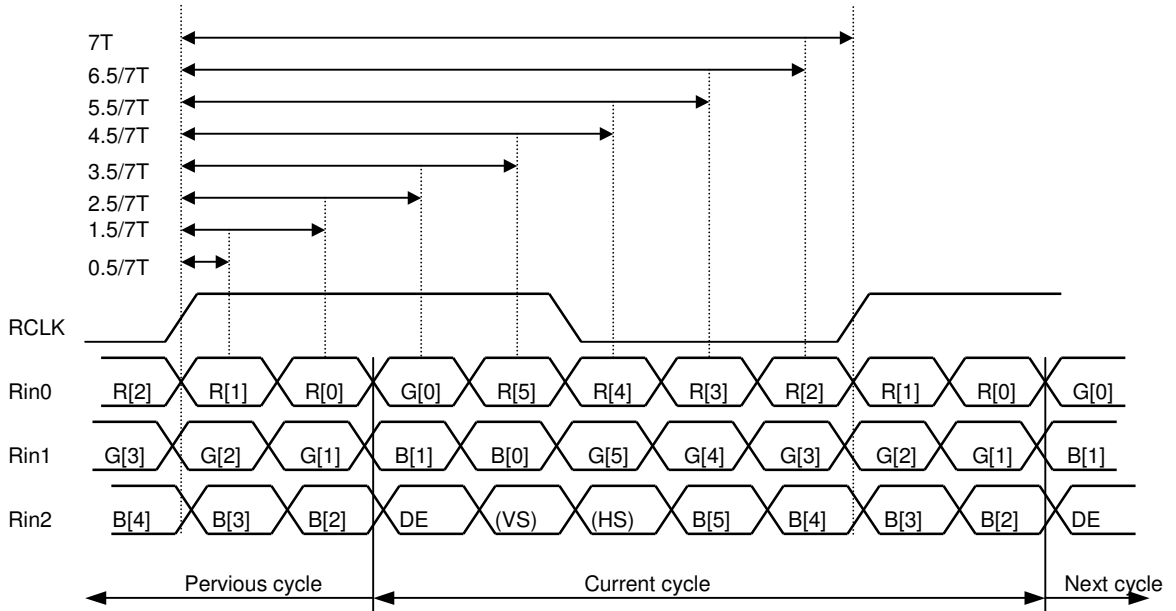 7T
6.5/7T
5.5/7T
4.5/7T
3.5/7T
2.5/7T
1.5/7T
0.5/7T
RCLK
Rin0 R[2] R[1] R[0] G[0] R[5] R[4] R[3] R[2] R[1] R[0] G[0]
Rin1 G[3] G[2] G[1] B[1] B[0] G[5] G[4] G[3] G[2] G[1] B[1]
Rin2 B[4] B[3] B[2] DE (VS) (HS) B[5] B[4] B[3] B[2] DE
Pervious cycle Current cycle Next cycle